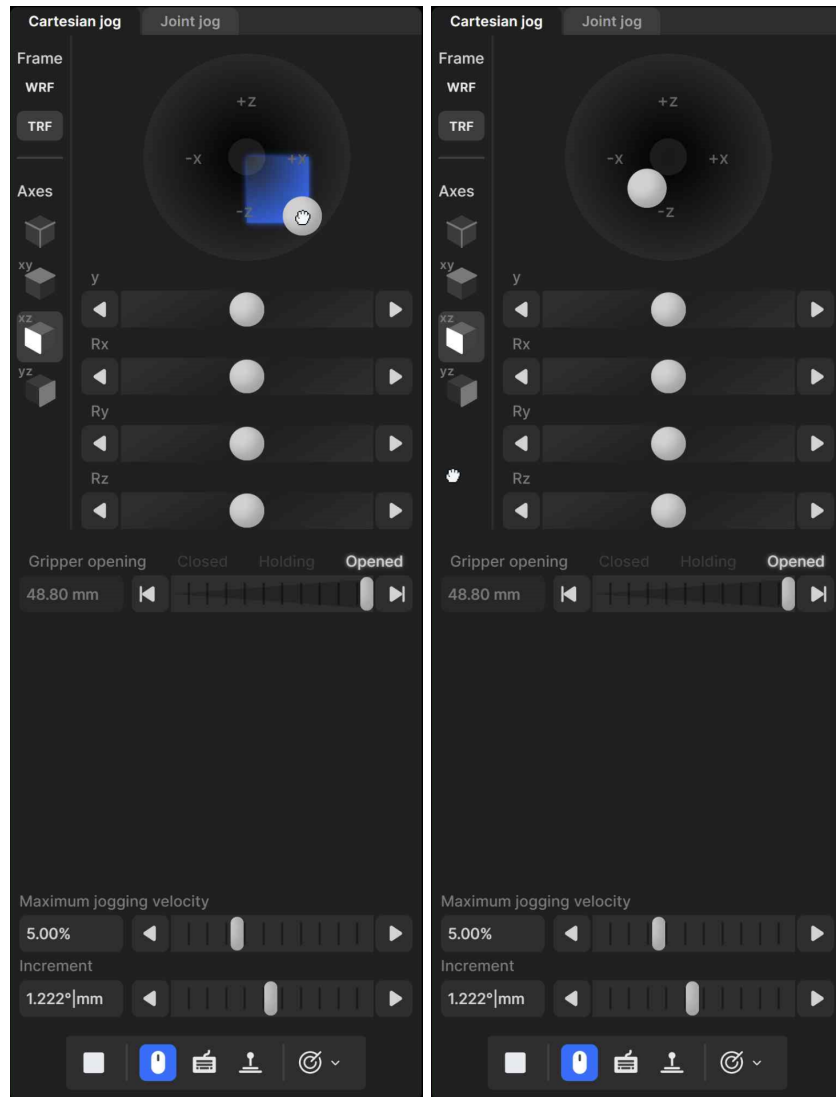 Cartesian jog Joint jog
Frame
WRF
TRF
+z
-x +x
-z
Axes
xy
xz
yz
y
Rx
Ry
Rz
Gripper opening Closed Holding Opened
48.80 mm
Maximum jogging velocity
5.00%
Increment
1.222°|mm
Cartesian jog Joint jog
Frame
WRF
TRF
+z
-x +x
-z
Axes
xy
xz
yz
y
Rx
Ry
Rz
Gripper opening Closed Holding Opened
48.80 mm
Maximum jogging velocity
5.00%
Increment
1.222°|mm